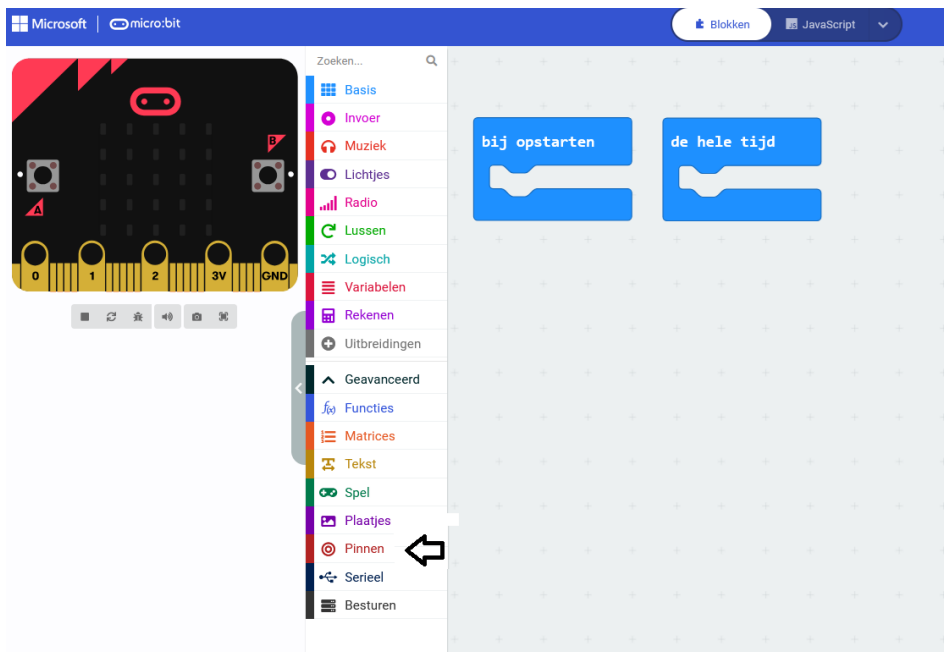 Microsoft micro:bit Blokken JavaScript
Zoeken...
Basis
Invoer
Muziek
Lichtjes
Radio
Lussen
Logisch
Variabelen
Rekenen
Uitbreidingen
Geavanceerd
f(x) Functies
Matrices
Tekst
Spel
Plaatjes
Pinnen
Serieel
Besturen
B
A
0 1 2 3V GND
bij opstarten
de hele tijd